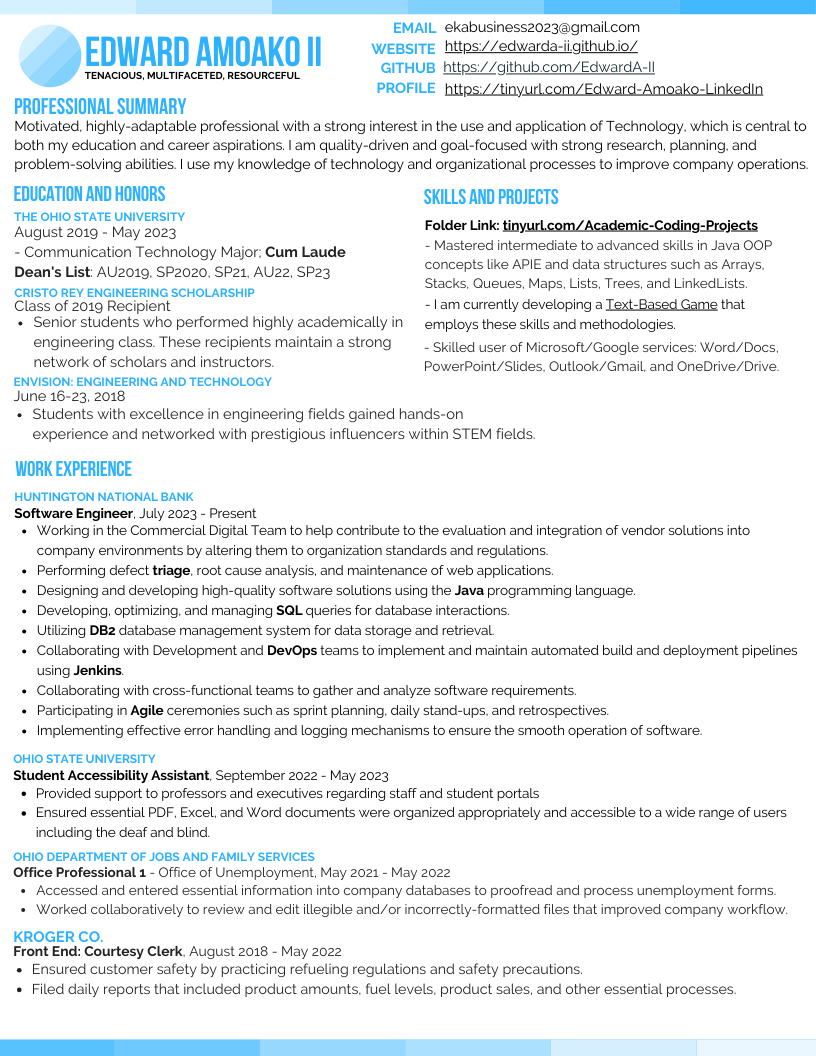 EDWARD AMOAKO II
TENACIOUS, MULTIFACETED, RESOURCEFUL
EMAIL ekabusiness2023@gmail.com
WEBSITE https://edwarda-ii.github.io/
GITHUB https://github.com/EdwardA-II
PROFILE https://tinyurl.com/Edward-Amoako-LinkedIn
PROFESSIONAL SUMMARY
Motivated, highly-adaptable professional with a strong interest in the use and application of Technology, which is central to
both my education and career aspirations. I am quality-driven and goal-focused with strong research, planning, and
problem-solving abilities. I use my knowledge of technology and organizational processes to improve company operations.
EDUCATION AND HONORS
THE OHIO STATE UNIVERSITY
August 2019 - May 2023
- Communication Technology Major; Cum Laude
Dean's List: AU2019, SP2020, SP21, AU22, SP23
CRISTO REY ENGINEERING SCHOLARSHIP
Class of 2019 Recipient
• Senior students who performed highly academically in
engineering class. These recipients maintain a strong
network of scholars and instructors.
ENVISION: ENGINEERING AND TECHNOLOGY
June 16-23, 2018
• Students with excellence in engineering fields gained hands-on
experience and networked with prestigious influencers within STEM fields.
SKILLS AND PROJECTS
Folder Link: tinyurl.com/Academic-Coding-Projects
- Mastered intermediate to advanced skills in Java OOP
concepts like APIE and data structures such as Arrays,
Stacks, Queues, Maps, Lists, Trees, and LinkedLists.
- I am currently developing a Text-Based Game that
employs these skills and methodologies.
- Skilled user of Microsoft/Google services: Word/Docs,
PowerPoint/Slides, Outlook/Gmail, and OneDrive/Drive.
WORK EXPERIENCE
HUNTINGTON NATIONAL BANK
Software Engineer, July 2023 - Present
• Working in the Commercial Digital Team to help contribute to the evaluation and integration of vendor solutions into
company environments by altering them to organization standards and regulations.
• Performing defect triage, root cause analysis, and maintenance of web applications.
• Designing and developing high-quality software solutions using the Java programming language.
• Developing, optimizing, and managing SQL queries for database interactions.
• Utilizing DB2 database management system for data storage and retrieval.
• Collaborating with Development and DevOps teams to implement and maintain automated build and deployment pipelines
using Jenkins.
• Collaborating with cross-functional teams to gather and analyze software requirements.
• Participating in Agile ceremonies such as sprint planning, daily stand-ups, and retrospectives.
• Implementing effective error handling and logging mechanisms to ensure the smooth operation of software.
OHIO STATE UNIVERSITY
Student Accessibility Assistant, September 2022 - May 2023
• Provided support to professors and executives regarding staff and student portals
• Ensured essential PDF, Excel, and Word documents were organized appropriately and accessible to a wide range of users
including the deaf and blind.
OHIO DEPARTMENT OF JOBS AND FAMILY SERVICES
Office Professional 1 - Office of Unemployment, May 2021 - May 2022
• Accessed and entered essential information into company databases to proofread and process unemployment forms.
• Worked collaboratively to review and edit illegible and/or incorrectly-formatted files that improved company workflow.
KROGER CO.
Front End: Courtesy Clerk, August 2018 - May 2022
• Ensured customer safety by practicing refueling regulations and safety precautions.
• Filed daily reports that included product amounts, fuel levels, product sales, and other essential processes.